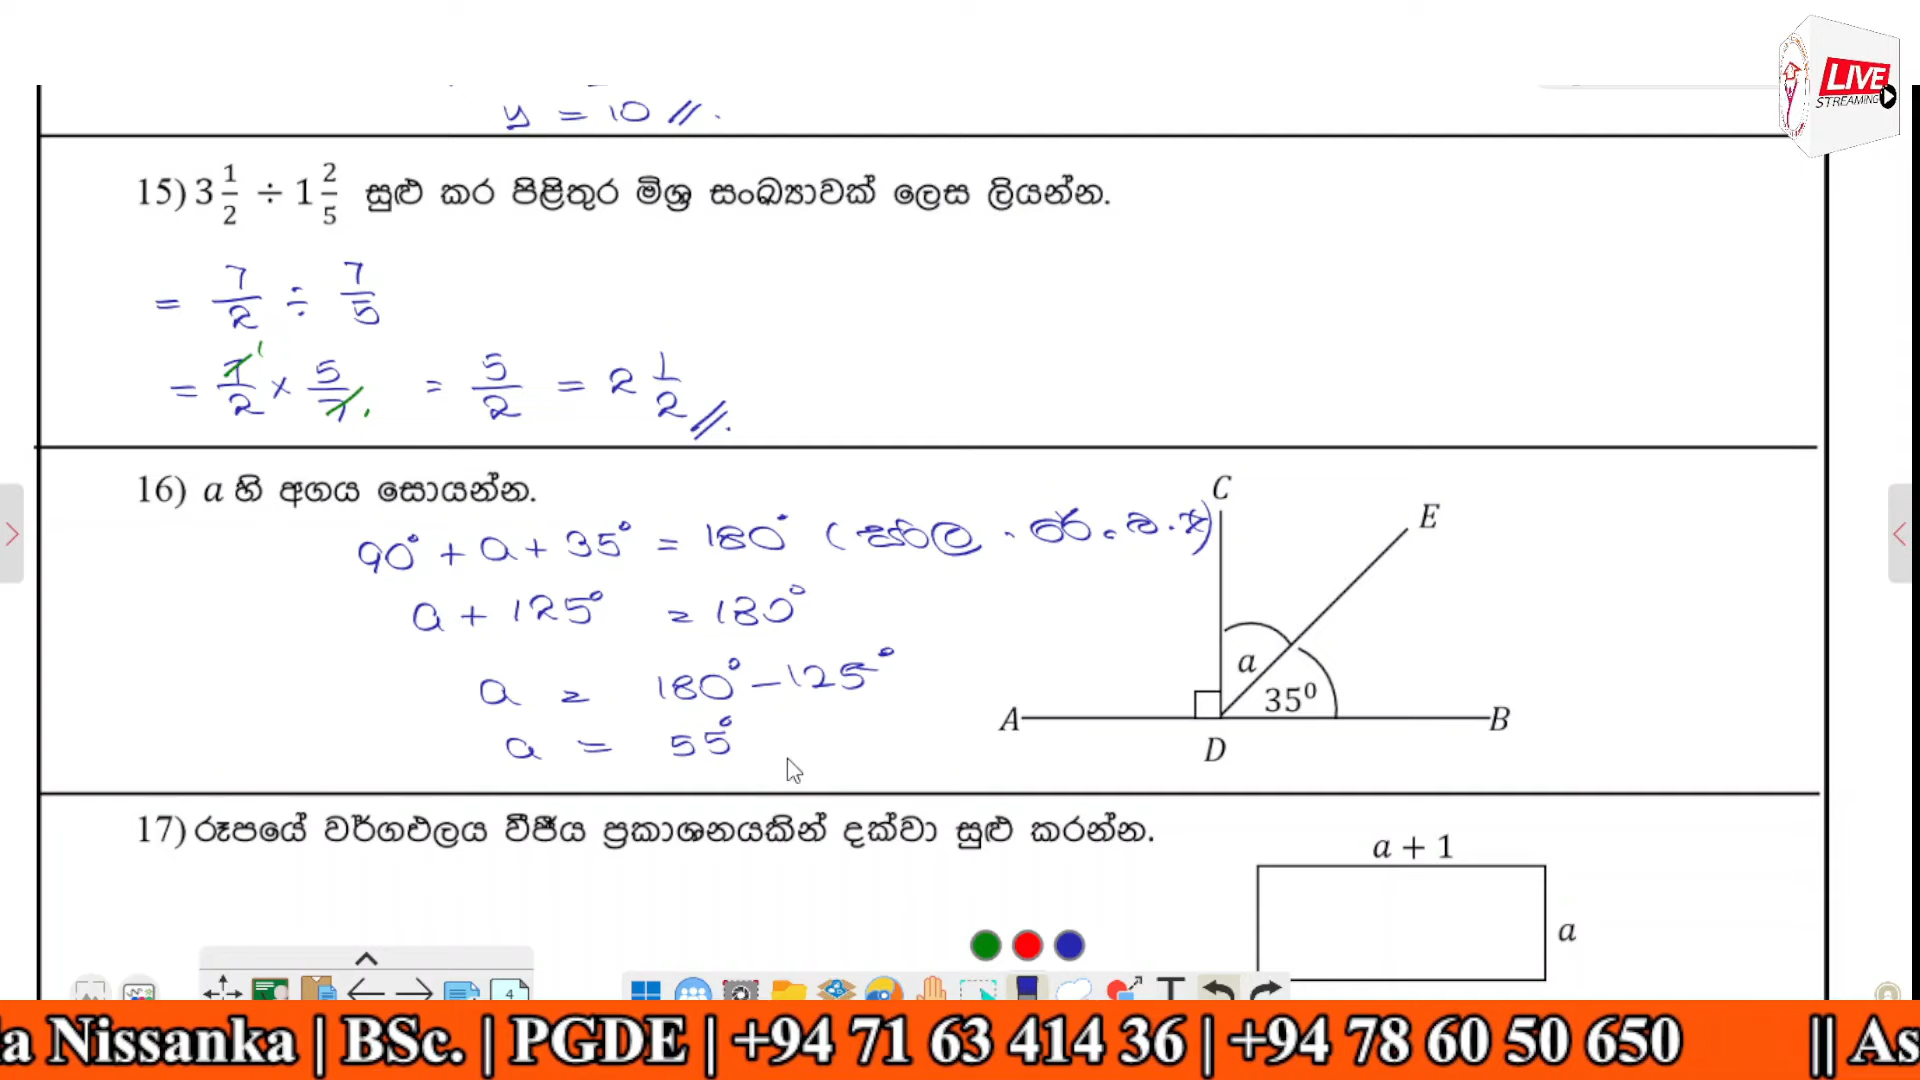 LIVE
STREAMING
y = 10 //.
15) 3 1/2 ÷ 1 2/5 සුළු කර පිළිතුර මිශ්‍ර සංඛ්‍යාවක් ලෙස ලියන්න.
= 7/2 ÷ 7/5
= 7/2 × 5/7 = 5/2 = 2 1/2 //.
16) a හි අගය සොයන්න.
90° + a + 35° = 180° (සරල . රේ.
a + 125° = 180°
a = 180° - 125°
a = 55°
C
E
a
35⁰
A
B
D
17) රූපයේ වර්ගඵලය වීජීය ප්‍රකාශනයකින් දක්වා සුළු කරන්න.
a + 1
a
4
T
a Nissanka | BSc. | PGDE | +94 71 63 414 36 | +94 78 60 50 650 || As